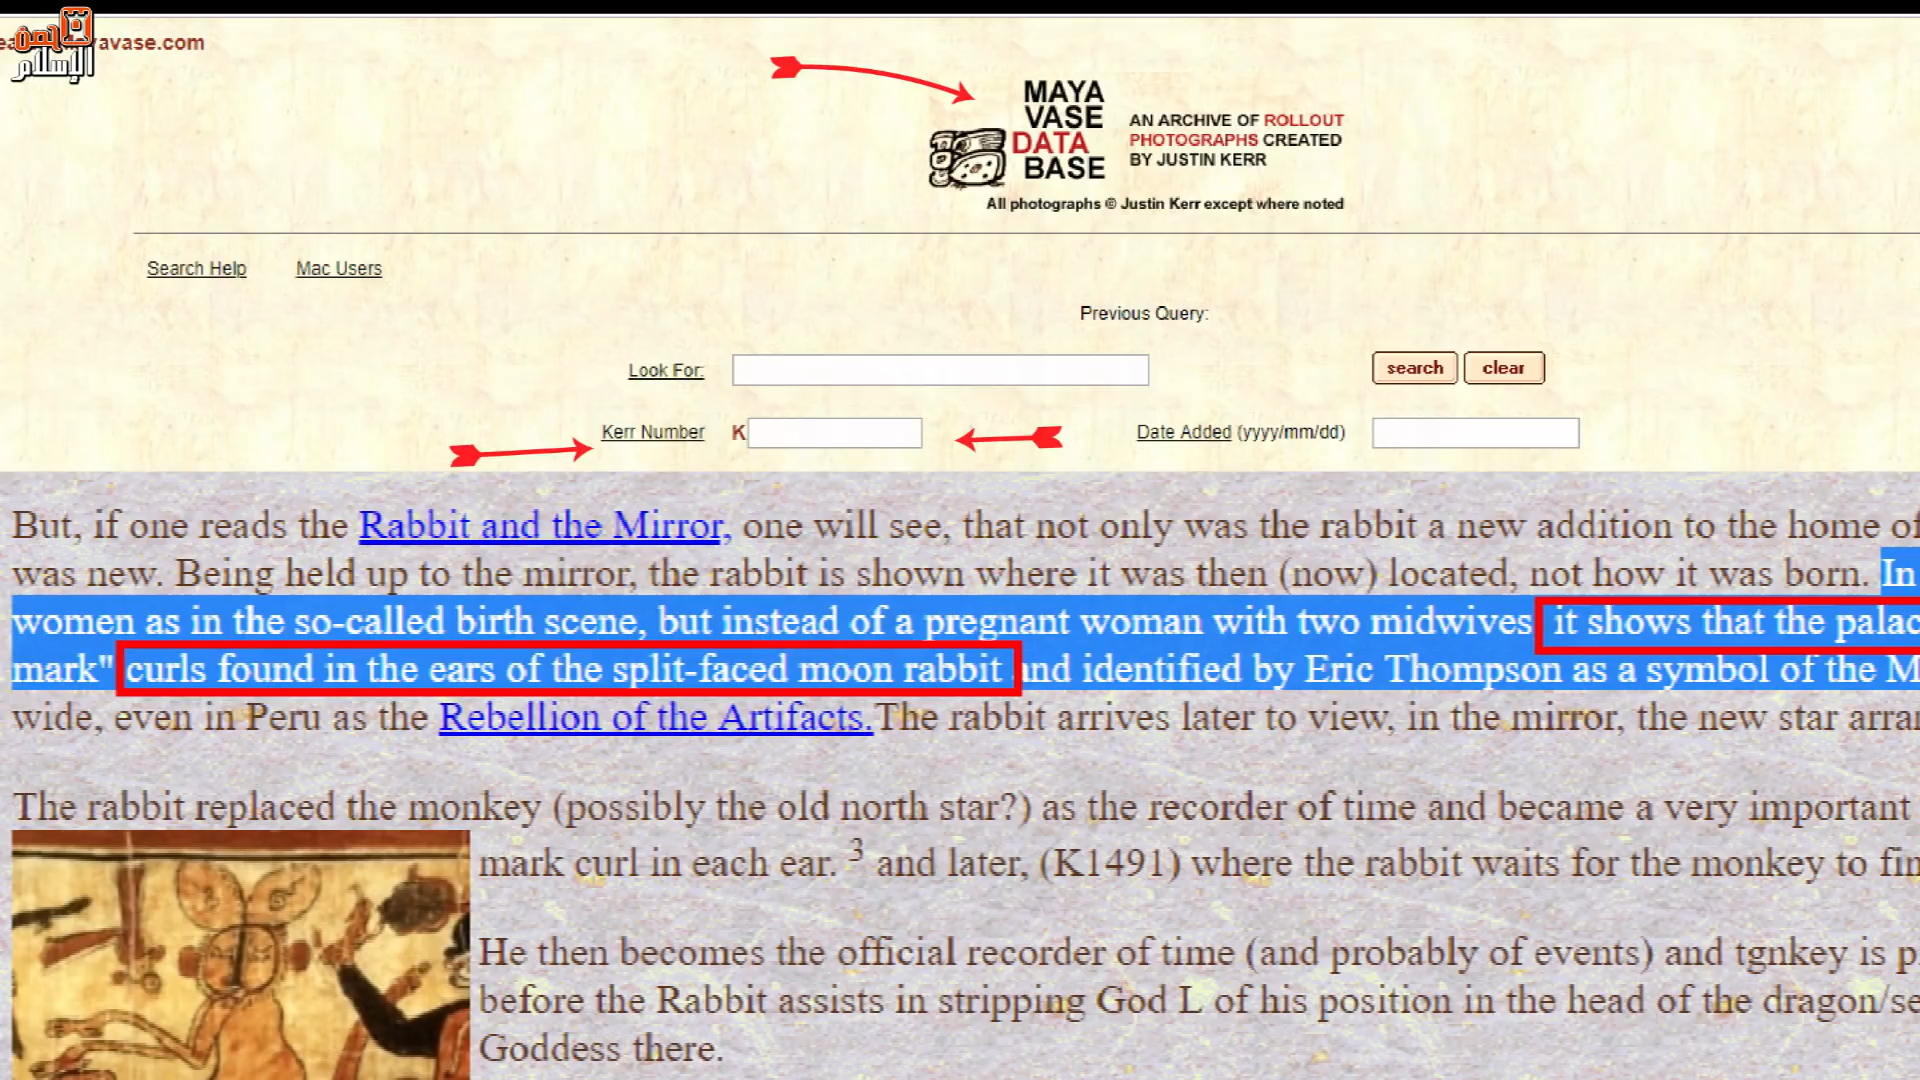 حصن
الإسلام
avase.com
MAYA
VASE
DATA
BASE
AN ARCHIVE OF ROLLOUT
PHOTOGRAPHS CREATED
BY JUSTIN KERR
All photographs © Justin Kerr except where noted
Search Help Mac Users
Previous Query:
Look For: search clear
Kerr Number K Date Added (yyyy/mm/dd)
But, if one reads the Rabbit and the Mirror, one will see, that not only was the rabbit a new addition to the home of
was new. Being held up to the mirror, the rabbit is shown where it was then (now) located, not how it was born. In
women as in the so-called birth scene, but instead of a pregnant woman with two midwives it shows that the palac
mark" curls found in the ears of the split-faced moon rabbit and identified by Eric Thompson as a symbol of the M
wide, even in Peru as the Rebellion of the Artifacts. The rabbit arrives later to view, in the mirror, the new star arra
The rabbit replaced the monkey (possibly the old north star?) as the recorder of time and became a very important
mark curl in each ear. 3 and later, (K1491) where the rabbit waits for the monkey to fin
He then becomes the official recorder of time (and probably of events) and tgnkey is p
before the Rabbit assists in stripping God L of his position in the head of the dragon/se
Goddess there.